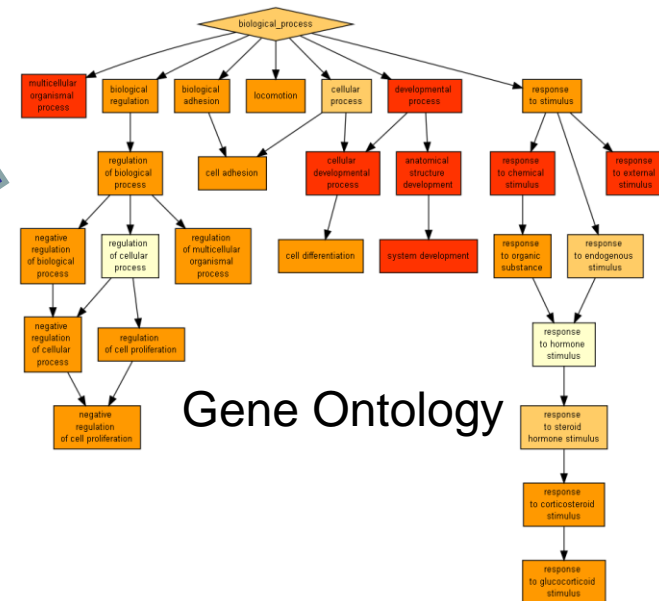 biological_process
multicellular
organismal
process
biological
regulation
biological
adhesion
locomotion
cellular
process
developmental
process
response
to stimulus
regulation
of biological
process
cell adhesion
cellular
developmental
process
anatomical
structure
development
response
to chemical
stimulus
response
to external
stimulus
negative
regulation
of biological
process
regulation
of cellular
process
regulation
of multicellular
organismal
process
cell differentiation
system development
response
to organic
substance
response
to endogenous
stimulus
negative
regulation
of cellular
process
regulation
of cell proliferation
response
to hormone
stimulus
negative
regulation
of cell proliferation
Gene Ontology
response
to steroid
hormone stimulus
response
to corticosteroid
stimulus
response
to glucocorticoid
stimulus